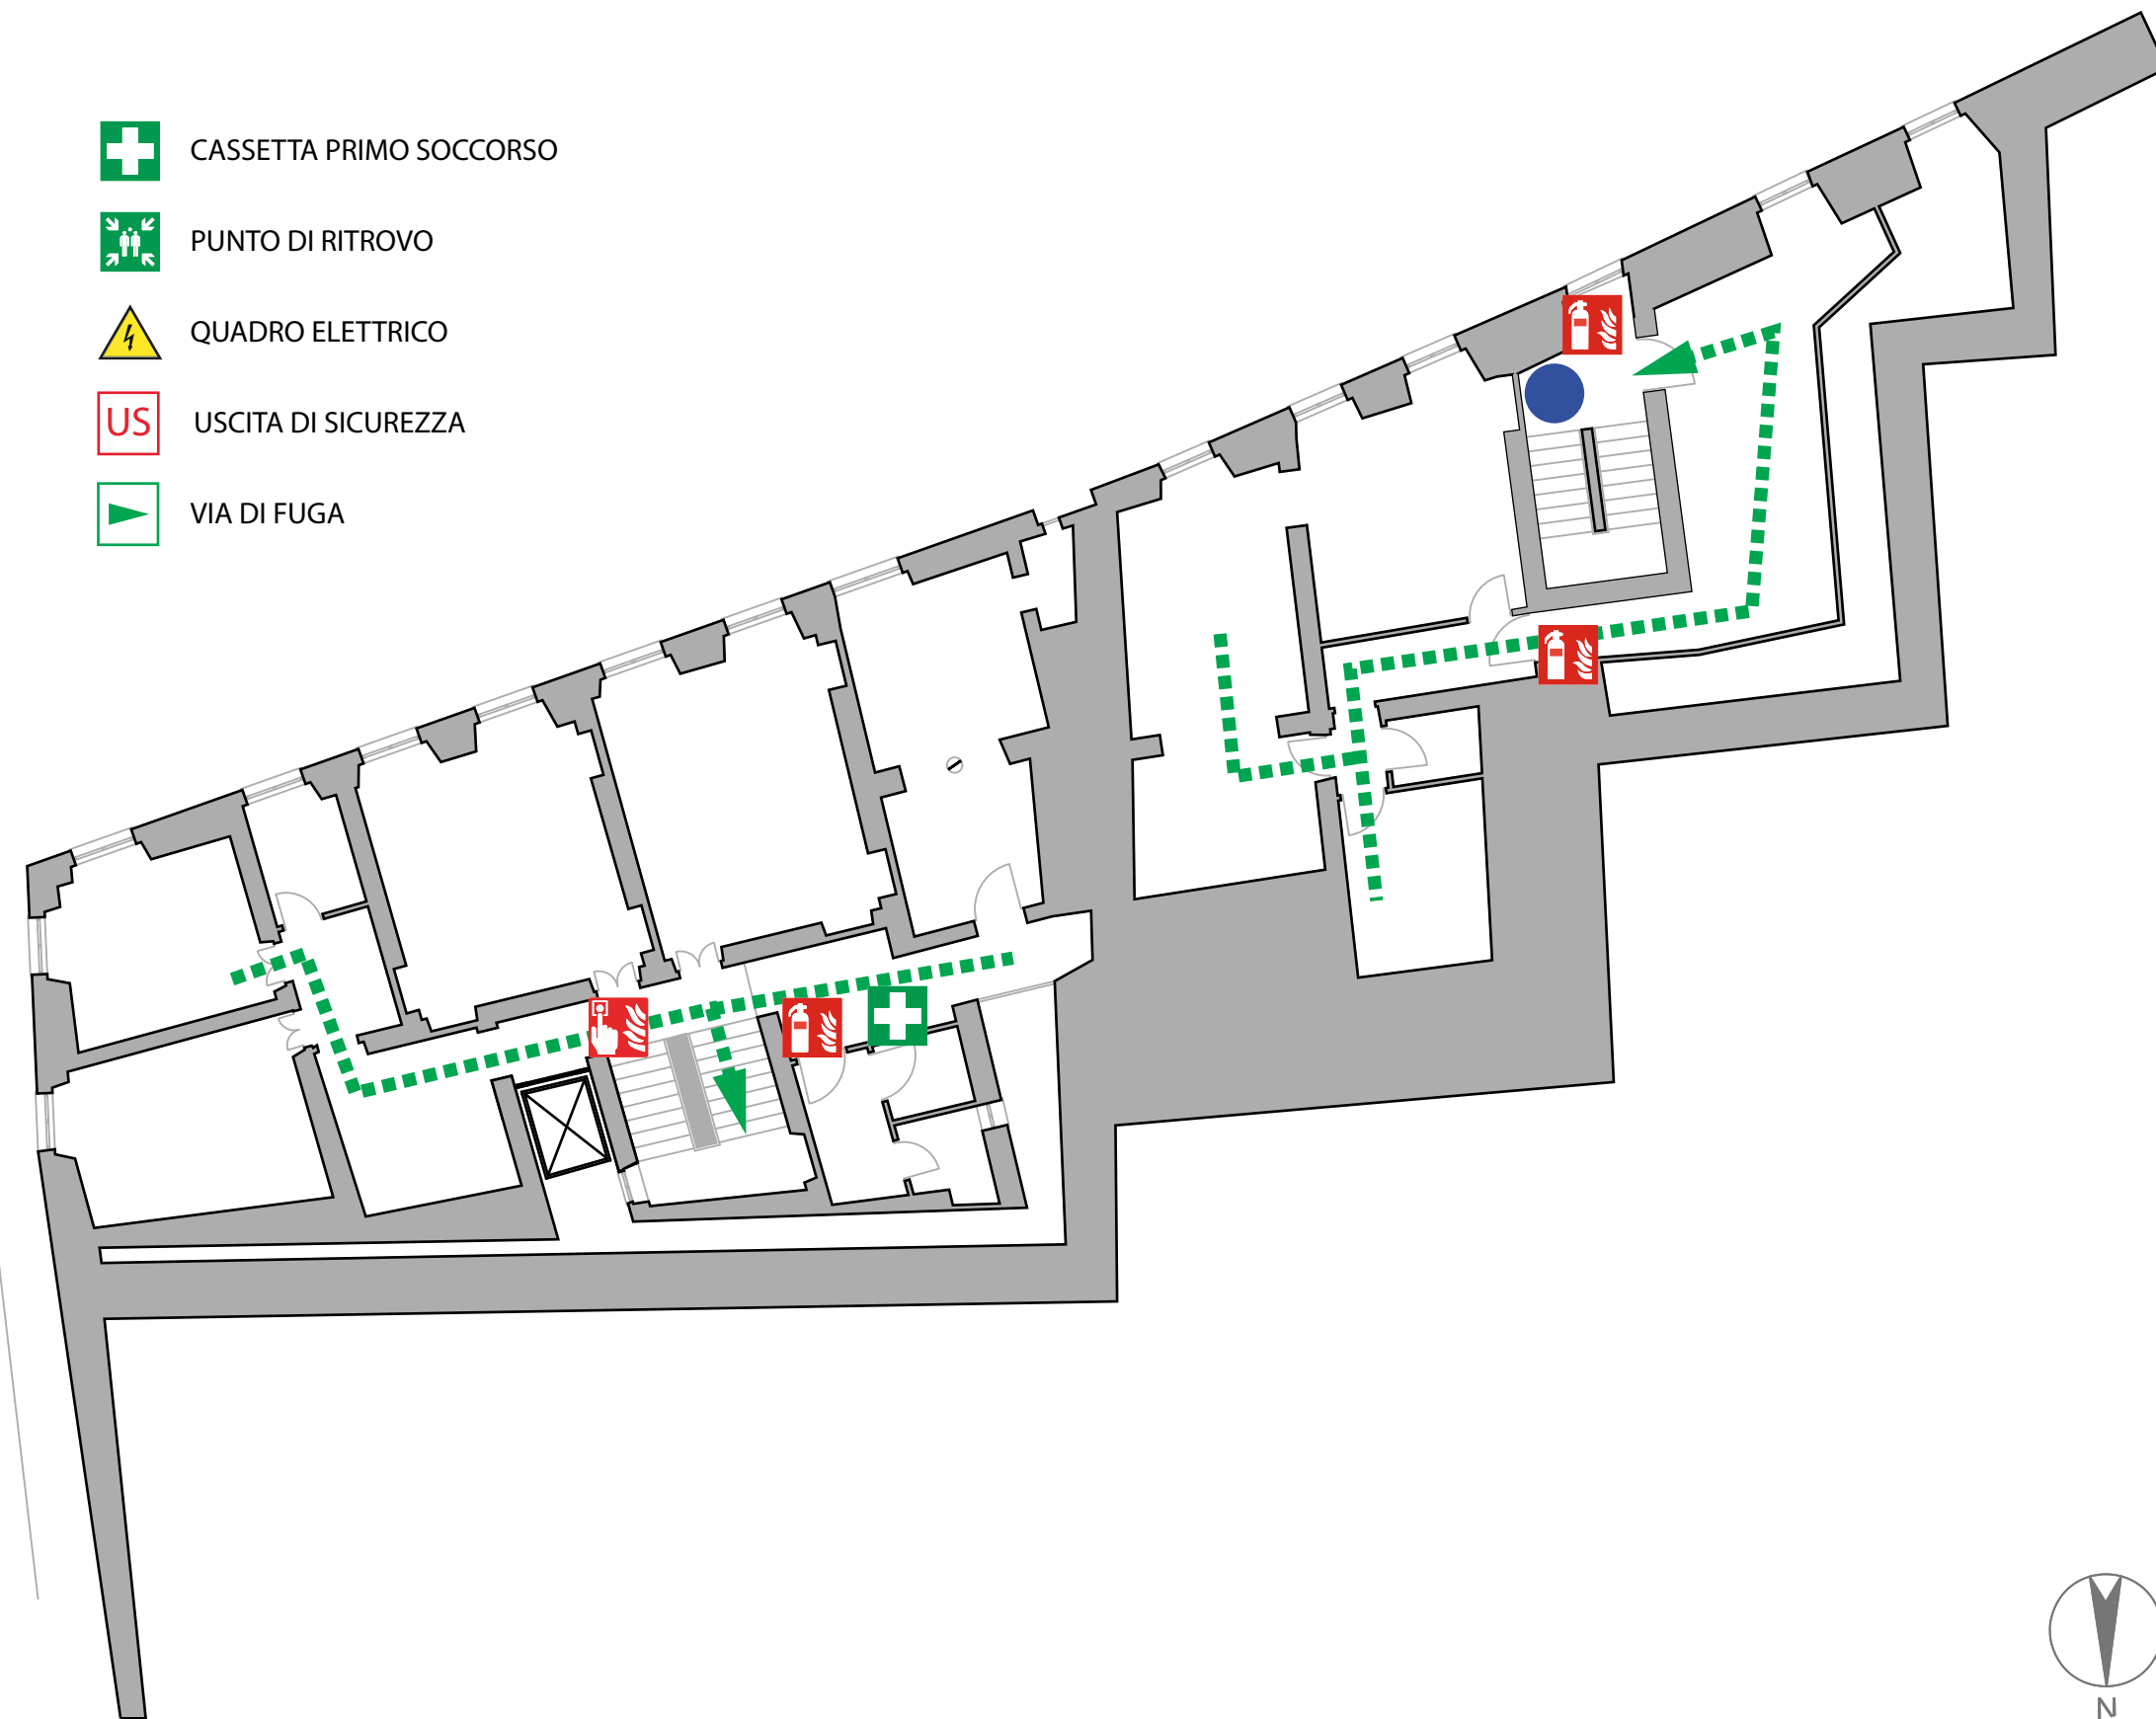 CASSETTA PRIMO SOCCORSO
PUNTO DI RITROVO
QUADRO ELETTRICO
US USCITA DI SICUREZZA
VIA DI FUGA
N